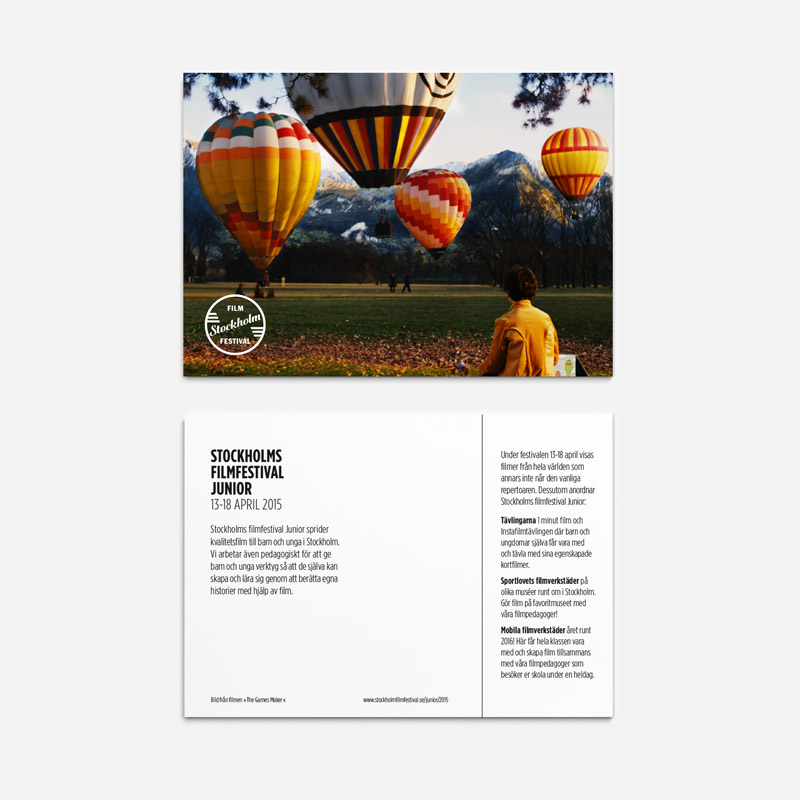 FILM
Stockholm
FESTIVAL
STOCKHOLMS
FILMFESTIVAL
JUNIOR
13-18 APRIL 2015
Stockholms filmfestival Junior sprider
kvalitetsfilm till barn och unga i Stockholm.
Vi arbetar även pedagogiskt för att ge
barn och unga verktyg så att de själva kan
skapa och lära sig genom att berätta egna
historier med hjälp av film.
Bild från filmen »The Games Maker«
www.stockholmfilmfestival.se/junior/2015
Under festivalen 13-18 april visas
filmer från hela världen som
annars inte når den vanliga
repertoaren. Dessutom anordnar
Stockholms filmfestival Junior:
Tävlingarna 1 minut film och
Instafilmtävlingen där barn och
ungdomar själva får vara med
och tävla med sina egenskapade
kortfilmer.
Sportlovets filmverkstäder på
olika muséer runt om i Stockholm.
Gör film på favoritmuseet med
våra filmpedagoger!
Mobila filmverkstäder året runt
2016! Här får hela klassen vara
med och skapa film tillsammans
med våra filmpedagoger som
besöker er skola under en heldag.